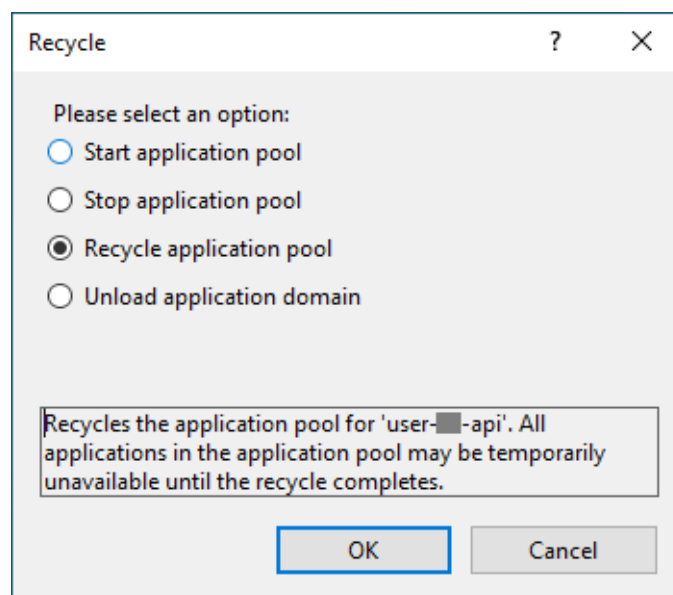 Recycle
?
Please select an option:
Start application pool
Stop application pool
Recycle application pool
Unload application domain
Recycles the application pool for 'user- -api'. All
applications in the application pool may be temporarily
unavailable until the recycle completes.
OK
Cancel